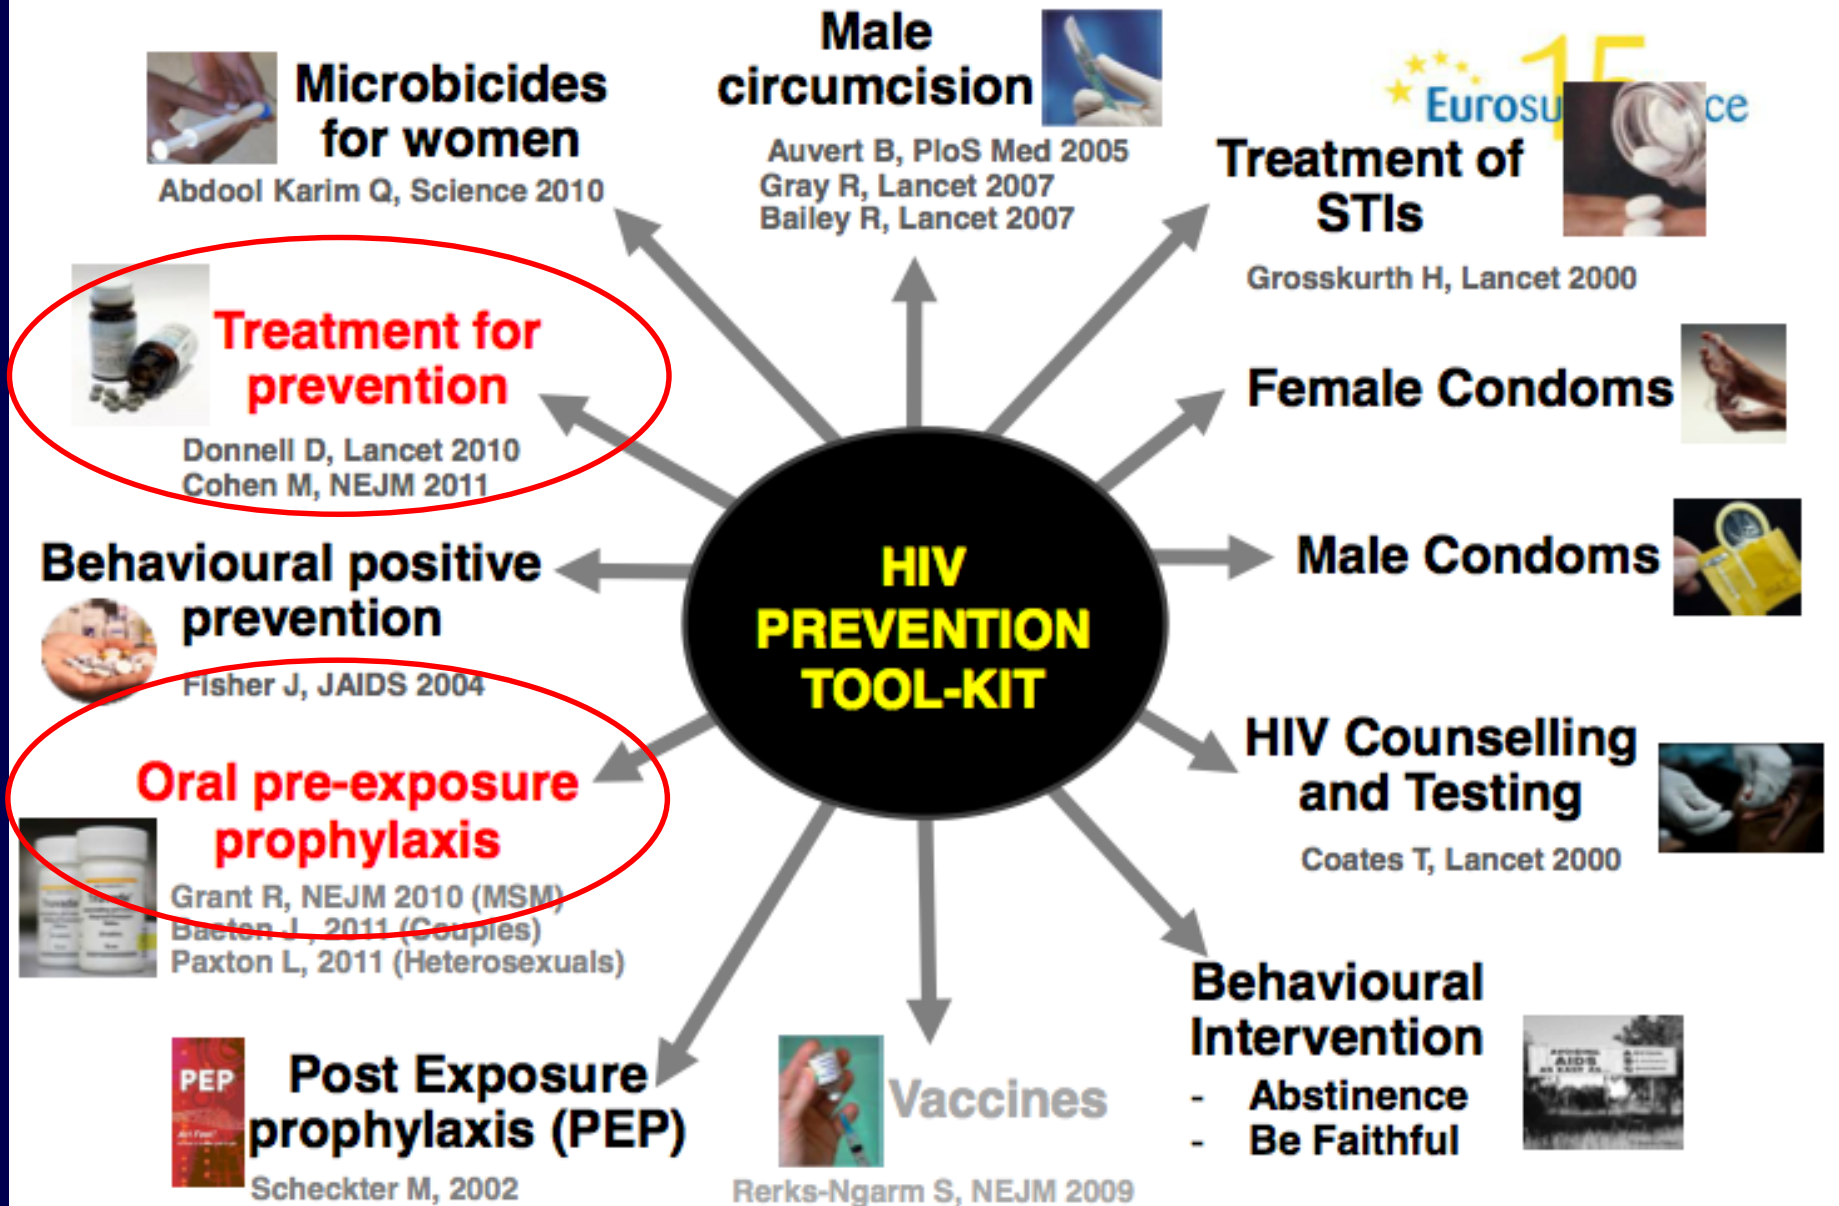 Male
circumcision
Auvert B, PloS Med 2005
Gray R, Lancet 2007
Bailey R, Lancet 2007
Microbicides
for women
Abdool Karim Q, Science 2010
15
Eurosu
ce
Treatment of
STIs
Grosskurth H, Lancet 2000
Treatment for
prevention
Donnell D, Lancet 2010
Cohen M, NEJM 2011
Female Condoms
Behavioural positive
prevention
Fisher J, JAIDS 2004
HIV
PREVENTION
TOOL-KIT
Male Condoms
Oral pre-exposure
prophylaxis
Grant R, NEJM 2010 (MSM)
Baeten J, 2011 (Couples)
Paxton L, 2011 (Heterosexuals)
HIV Counselling
and Testing
Coates T, Lancet 2000
PEP
Post Exposure
prophylaxis (PEP)
Scheckter M, 2002
Vaccines
Rerks-Ngarm S, NEJM 2009
Behavioural
Intervention
- Abstinence
- Be Faithful
AIDS